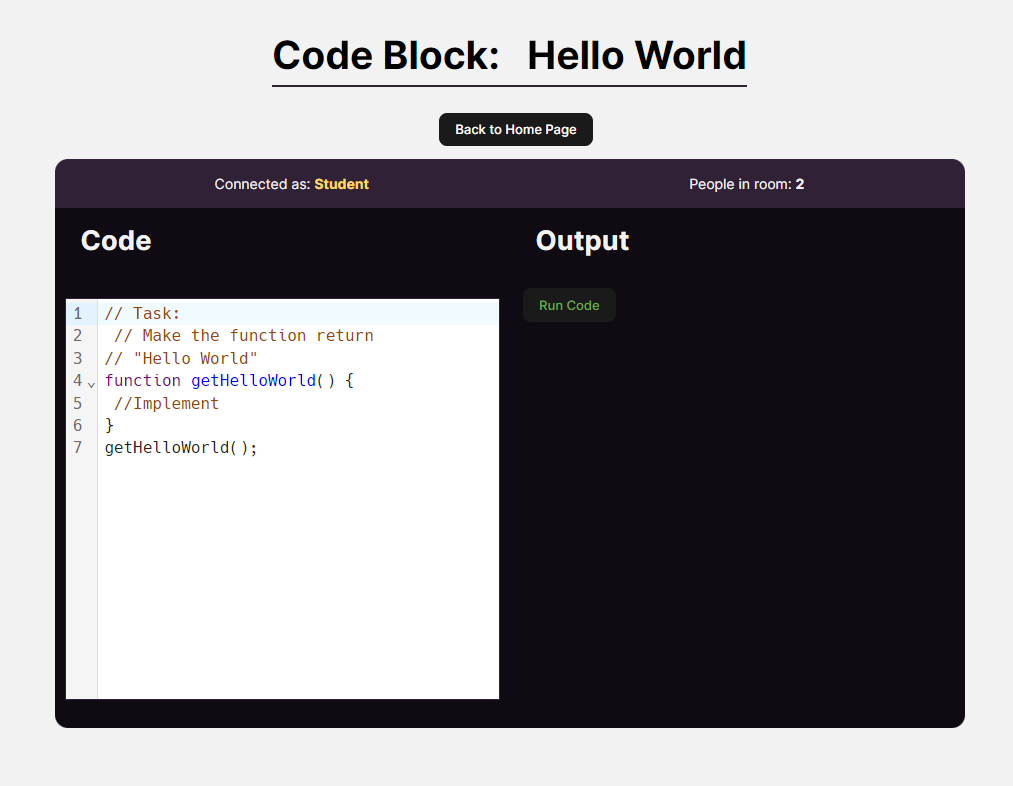 Code Block: Hello World
Back to Home Page
Connected as: Student
People in room: 2
Code
1 // Task:
2 // Make the function return
3 // "Hello World"
4 function getHelloWorld() {
5 //Implement
6 }
7 getHelloWorld();
Output
Run Code